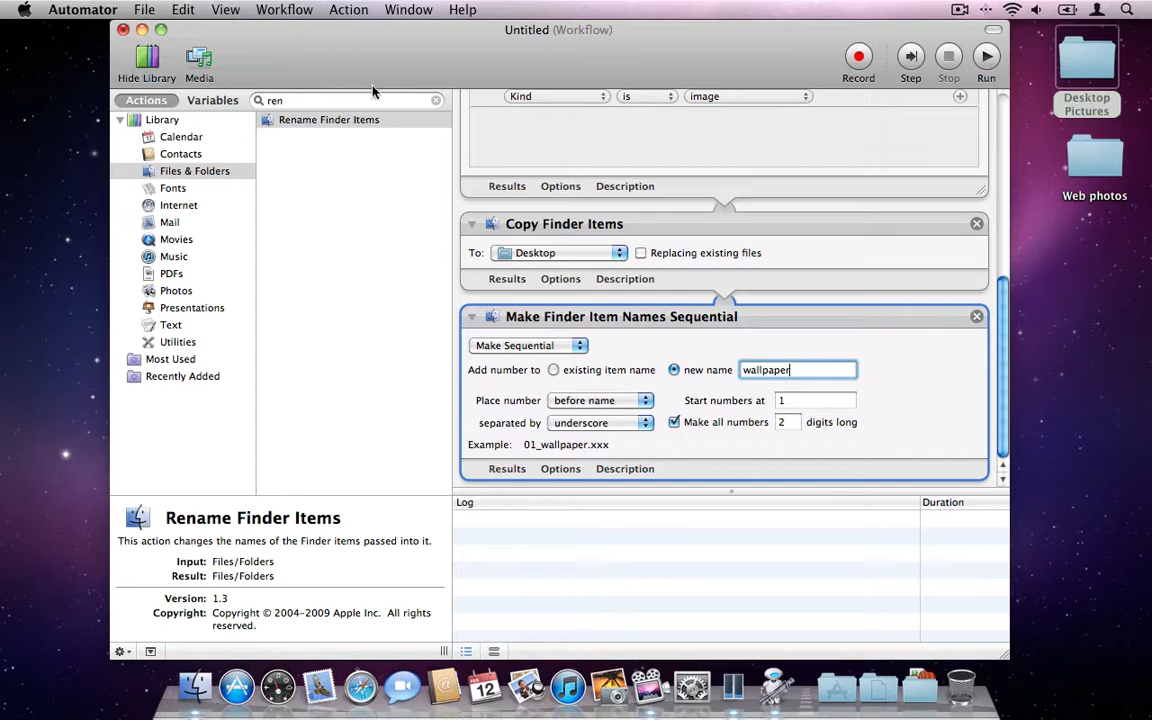 Automator File Edit View Workflow Action Window Help
Untitled (Workflow)
Hide Library Media Record Step Stop Run
Actions Variables ren
Library
Calendar
Contacts
Files & Folders
Fonts
Internet
Mail
Movies
Music
PDFs
Photos
Presentations
Text
Utilities
Most Used
Recently Added
Rename Finder Items
Kind is image
Results Options Description
Copy Finder Items
To: Desktop Replacing existing files
Results Options Description
Make Finder Item Names Sequential
Make Sequential
Add number to existing item name new name wallpaper
Place number before name Start numbers at 1
separated by underscore Make all numbers 2 digits long
Example: 01_wallpaper.xxx
Results Options Description
Log Duration
Rename Finder Items
This action changes the names of the Finder items passed into it.
Input: Files/Folders
Result: Files/Folders
Version: 1.3
Copyright: Copyright © 2004-2009 Apple Inc. All rights
reserved.
Desktop
Pictures
Web photos
FEB
12